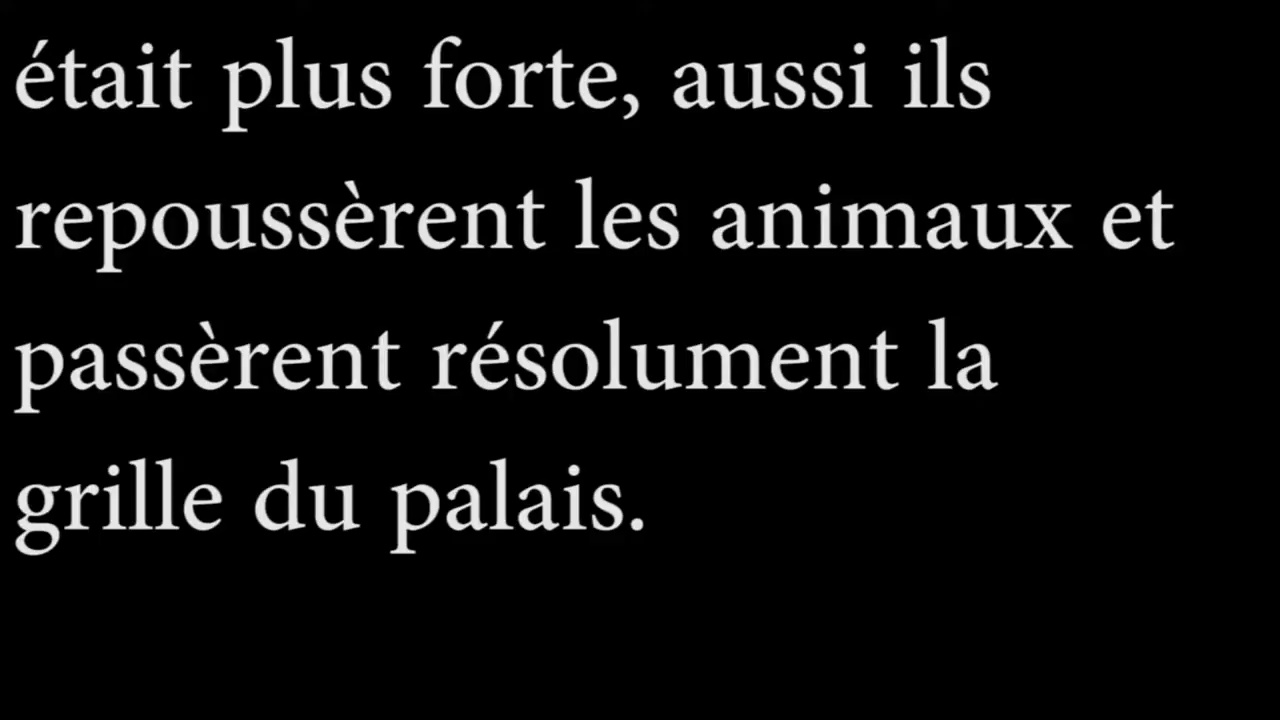 était plus forte, aussi ils
repoussèrent les animaux et
passèrent résolument la
grille du palais.